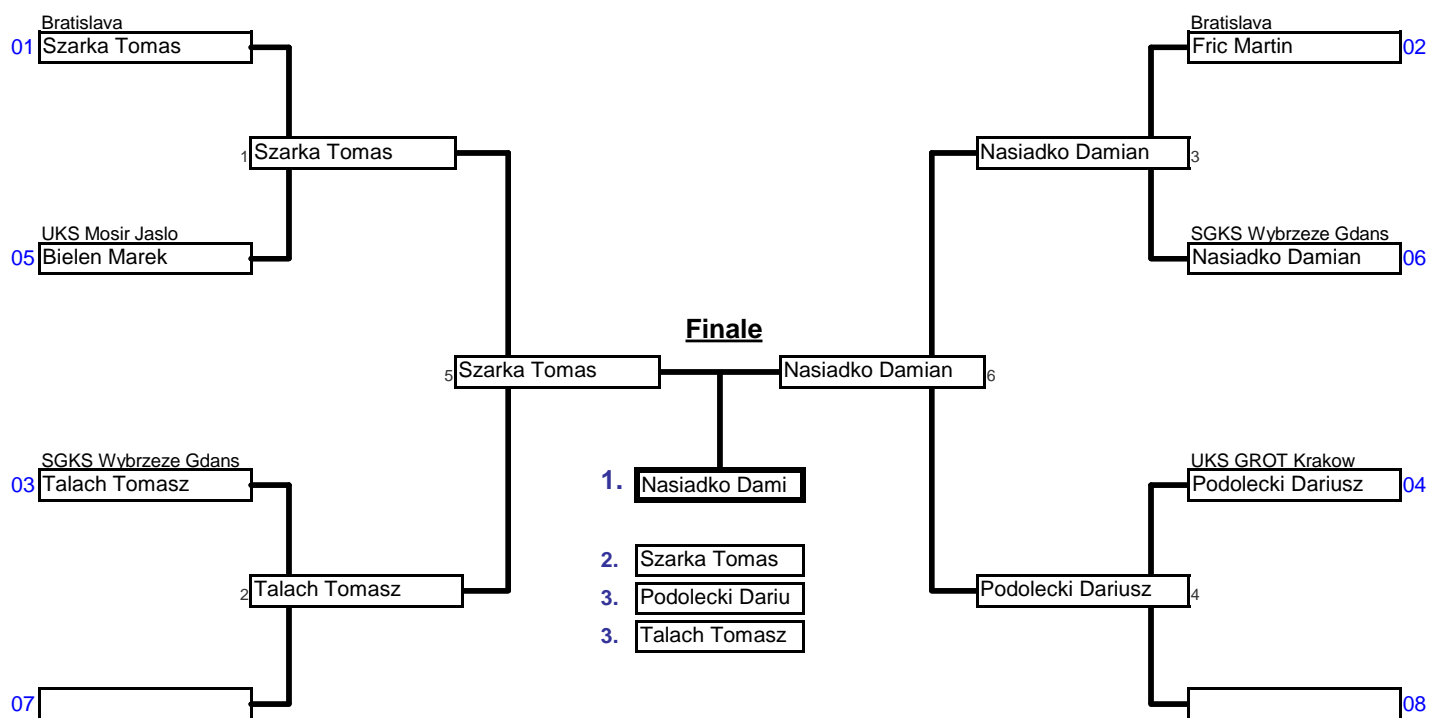 Bratislava
01 Szarka Tomas
Bratislava
Fric Martin 02
1 Szarka Tomas
Nasiadko Damian 3
UKS Mosir Jaslo
05 Bielen Marek
SGKS Wybrzeze Gdans
Nasiadko Damian 06
Finale
5 Szarka Tomas
Nasiadko Damian 6
SGKS Wybrzeze Gdans
03 Talach Tomasz
1. Nasiadko Dami
UKS GROT Krakow
Podolecki Dariusz 04
2. Szarka Tomas
2 Talach Tomasz
3. Podolecki Dariu
Podolecki Dariusz 4
3. Talach Tomasz
07
08